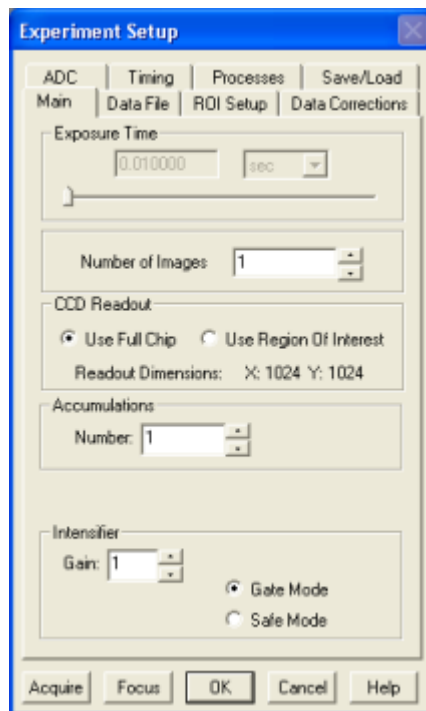 Experiment Setup
ADC Timing Processes Save/Load
Main Data File ROI Setup Data Corrections
Exposure Time
0.010000 sec
Number of Images 1
CCD Readout
Use Full Chip Use Region Of Interest
Readout Dimensions: X: 1024 Y: 1024
Accumulations
Number: 1
Intensifier
Gain: 1
Gate Mode
Safe Mode
Acquire Focus OK Cancel Help